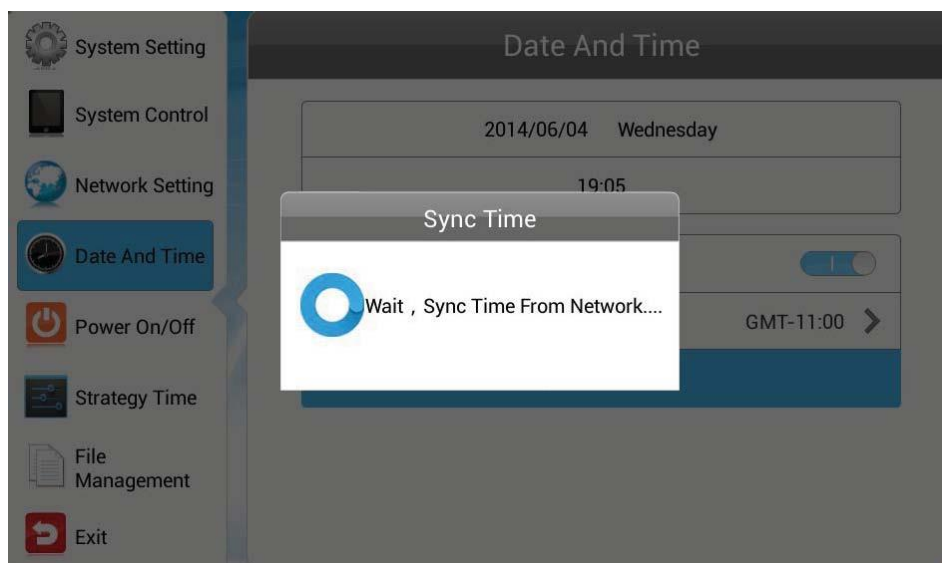 System Setting
System Control
Network Setting
Date And Time
Power On/Off
Strategy Time
File
Management
Exit
Date And Time
2014/06/04 Wednesday
19:05
Sync Time
Wait , Sync Time From Network....
GMT-11:00